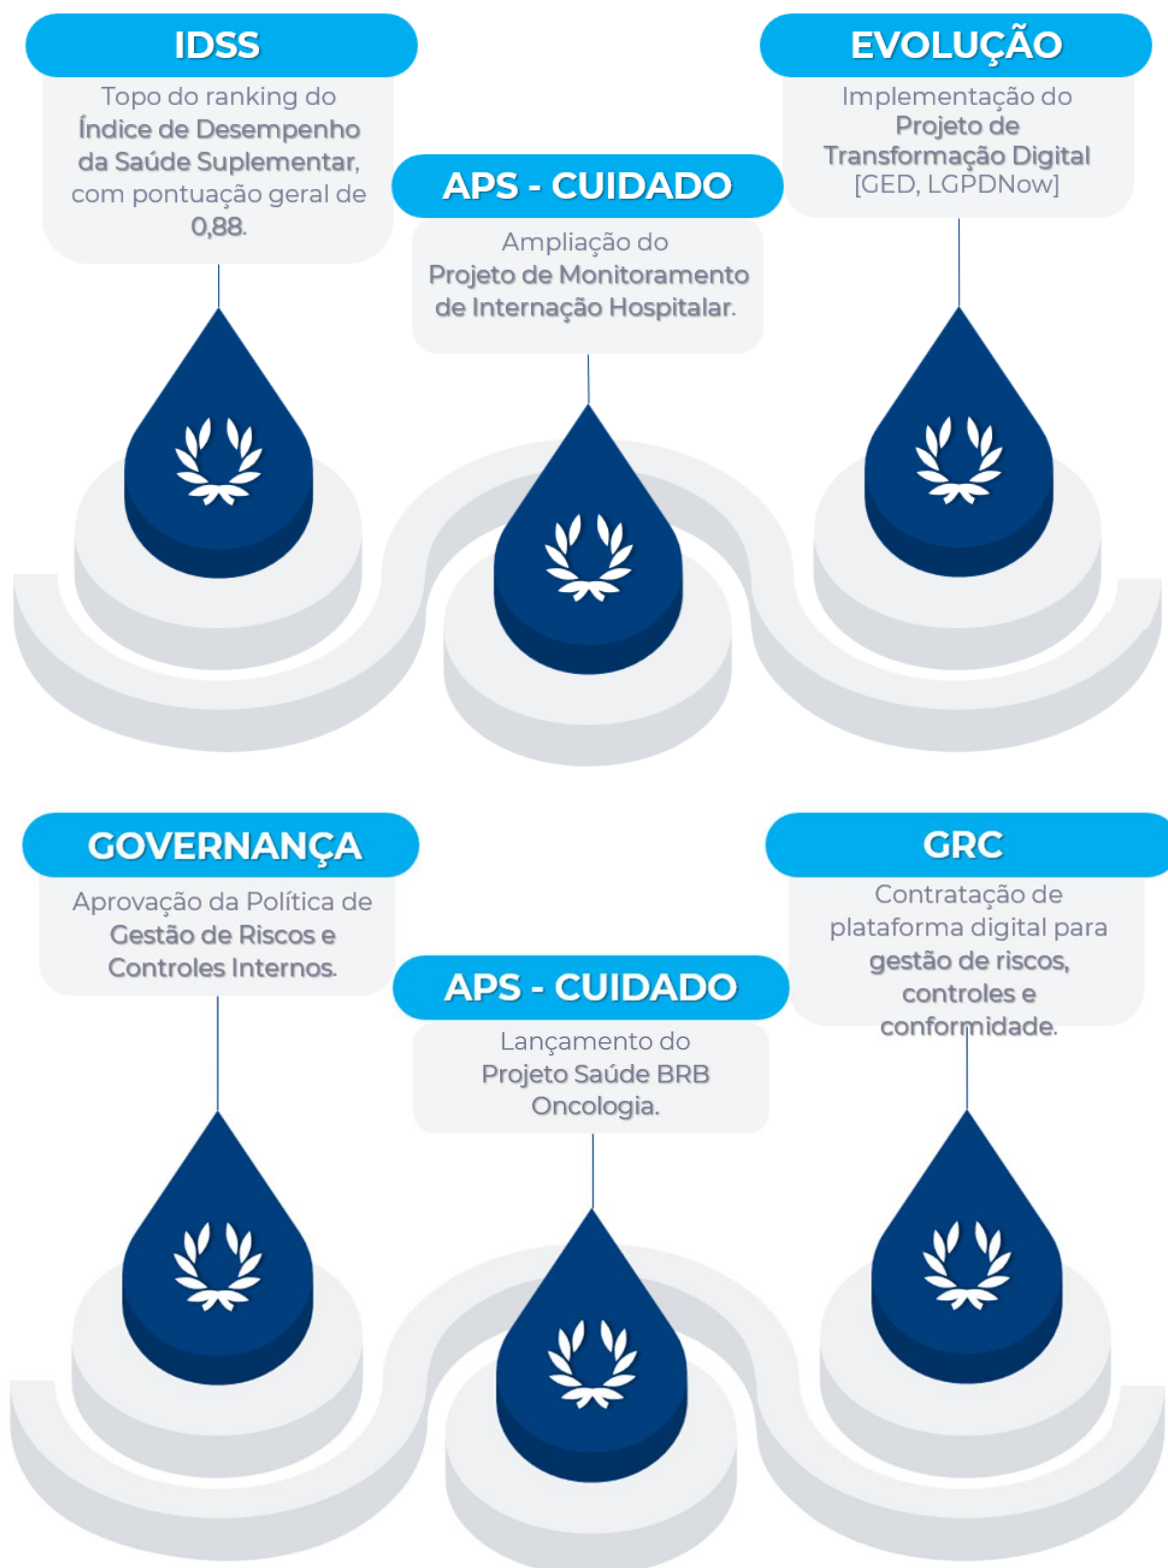 IDSS
Topo do ranking do
Índice de Desempenho
da Saúde Suplementar,
com pontuação geral de
0,88.
APS - CUIDADO
Ampliação do
Projeto de Monitoramento
de Internação Hospitalar.
EVOLUÇÃO
Implementação do
Projeto de
Transformação Digital
[GED, LGPDNow]
GOVERNANÇA
Aprovação da Política de
Gestão de Riscos e
Controles Internos.
APS - CUIDADO
Lançamento do
Projeto Saúde BRB
Oncologia.
GRC
Contratação de
plataforma digital para
gestão de riscos,
controles e
conformidade.